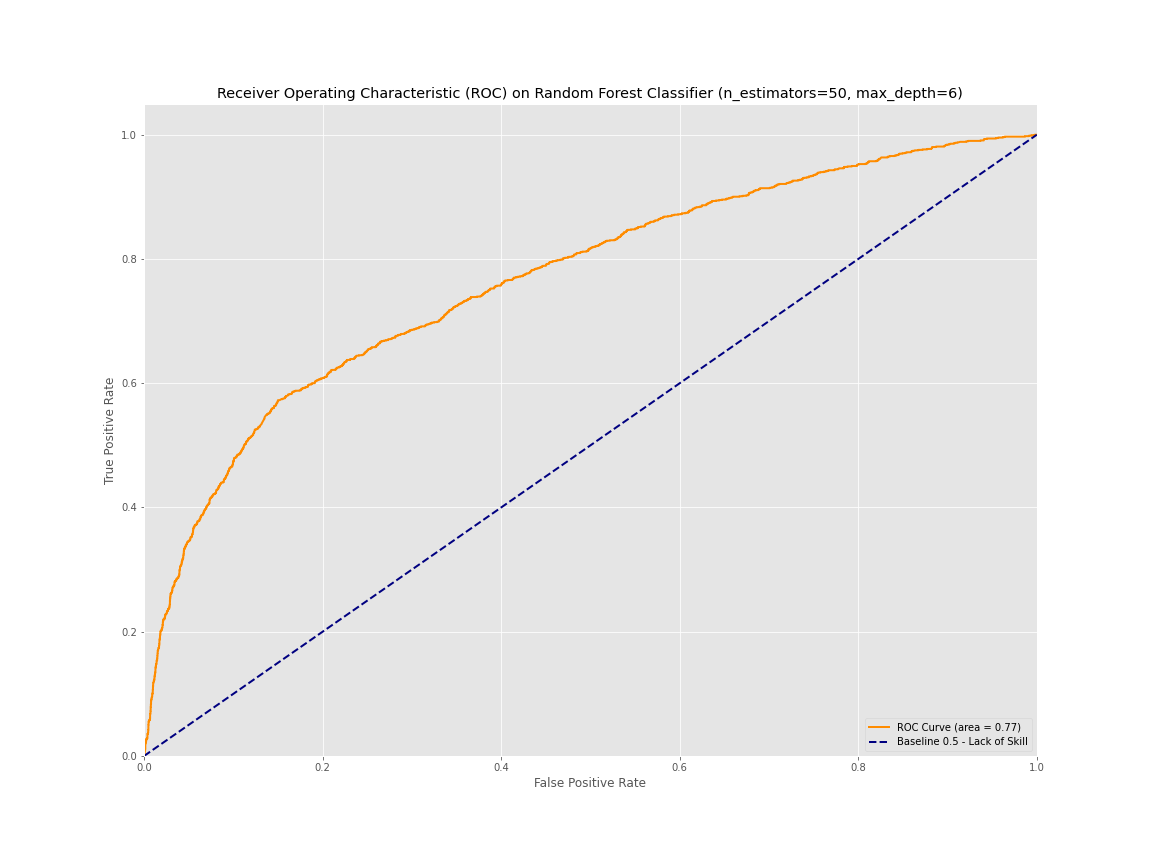 Receiver Operating Characteristic (ROC) on Random Forest Classifier (n_estimators=50, max_depth=6)
True Positive Rate
1.0
0.8
0.6
0.4
0.2
0.0
0.0 0.2 0.4 0.6 0.8 1.0
False Positive Rate
ROC Curve (area = 0.77)
Baseline 0.5 - Lack of Skill